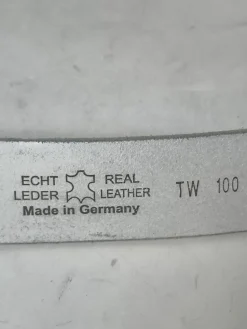 ECHT REAL
LEDER LEATHER TW 100
Made in Germany